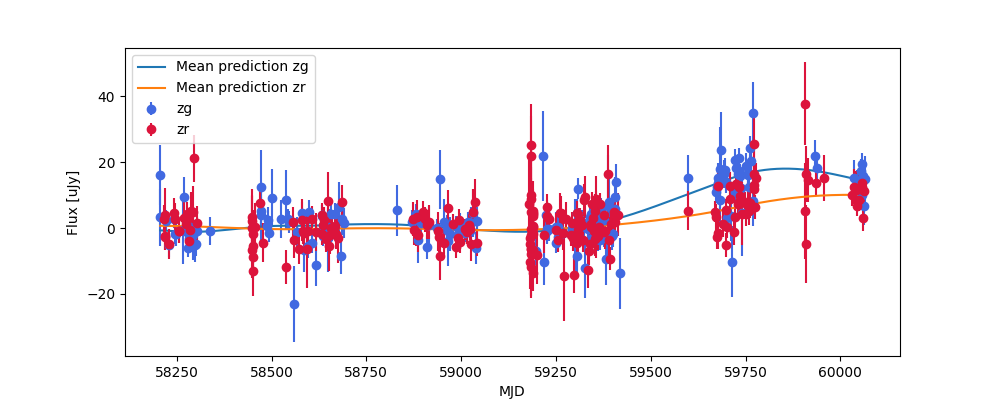 Mean prediction zg
Mean prediction zr
zg
zr
Flux [uJy]
40
20
0
−20
58250 58500 58750 59000 59250 59500 59750 60000
MJD